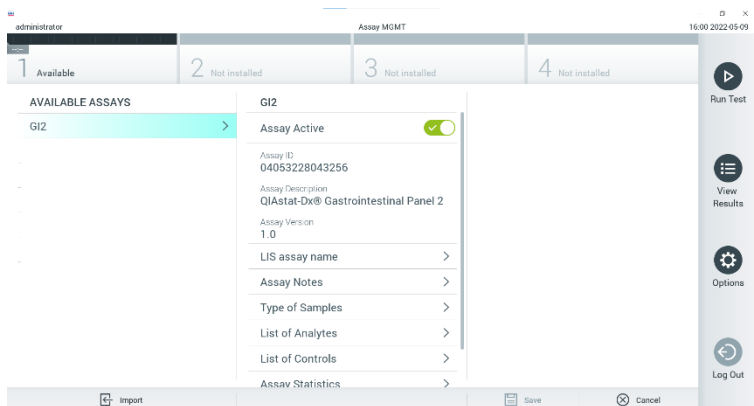 administrator
Assay MGMT
16:00 2022-05-09
1 Available
2 Not installed
3 Not installed
4 Not installed
AVAILABLE ASSAYS
GI2
GI2
Assay Active
Assay ID
04053228043256
Assay Description
QIAstat-Dx® Gastrointestinal Panel 2
Assay Version
1.0
LIS assay name
Assay Notes
Type of Samples
List of Analytes
List of Controls
Assay Statistics
Run Test
View
Results
Options
Log Out
Import
Save
Cancel